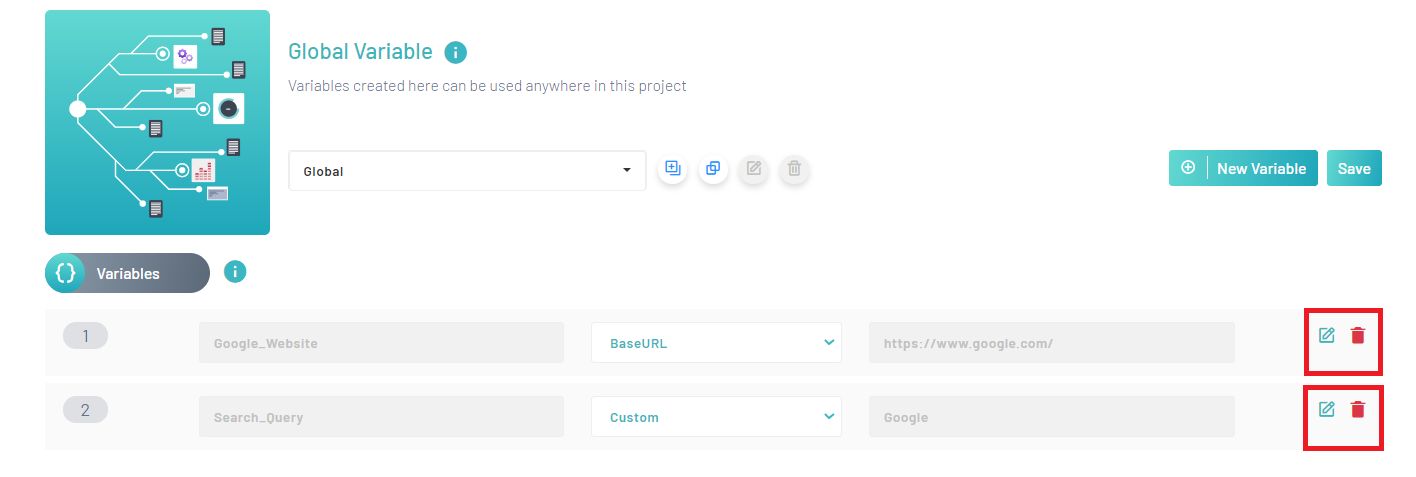 Global Variable
Variables created here can be used anywhere in this project
Global
New Variable
Save
Variables
1
Google_Website
BaseURL
https://www.google.com/
2
Search_Query
Custom
Google